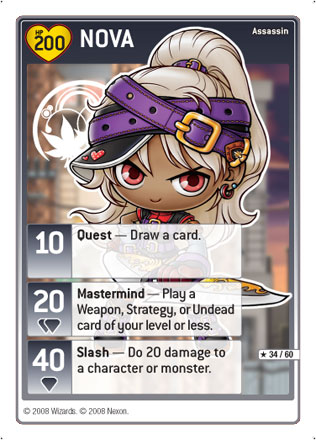 HP
200
NOVA
Assassin
10
Quest — Draw a card.
20
Mastermind — Play a
Weapon, Strategy, or Undead
card of your level or less.
40
Slash — Do 20 damage to
a character or monster.
★ 34 / 60
© 2008 Wizards. © 2008 Nexon.